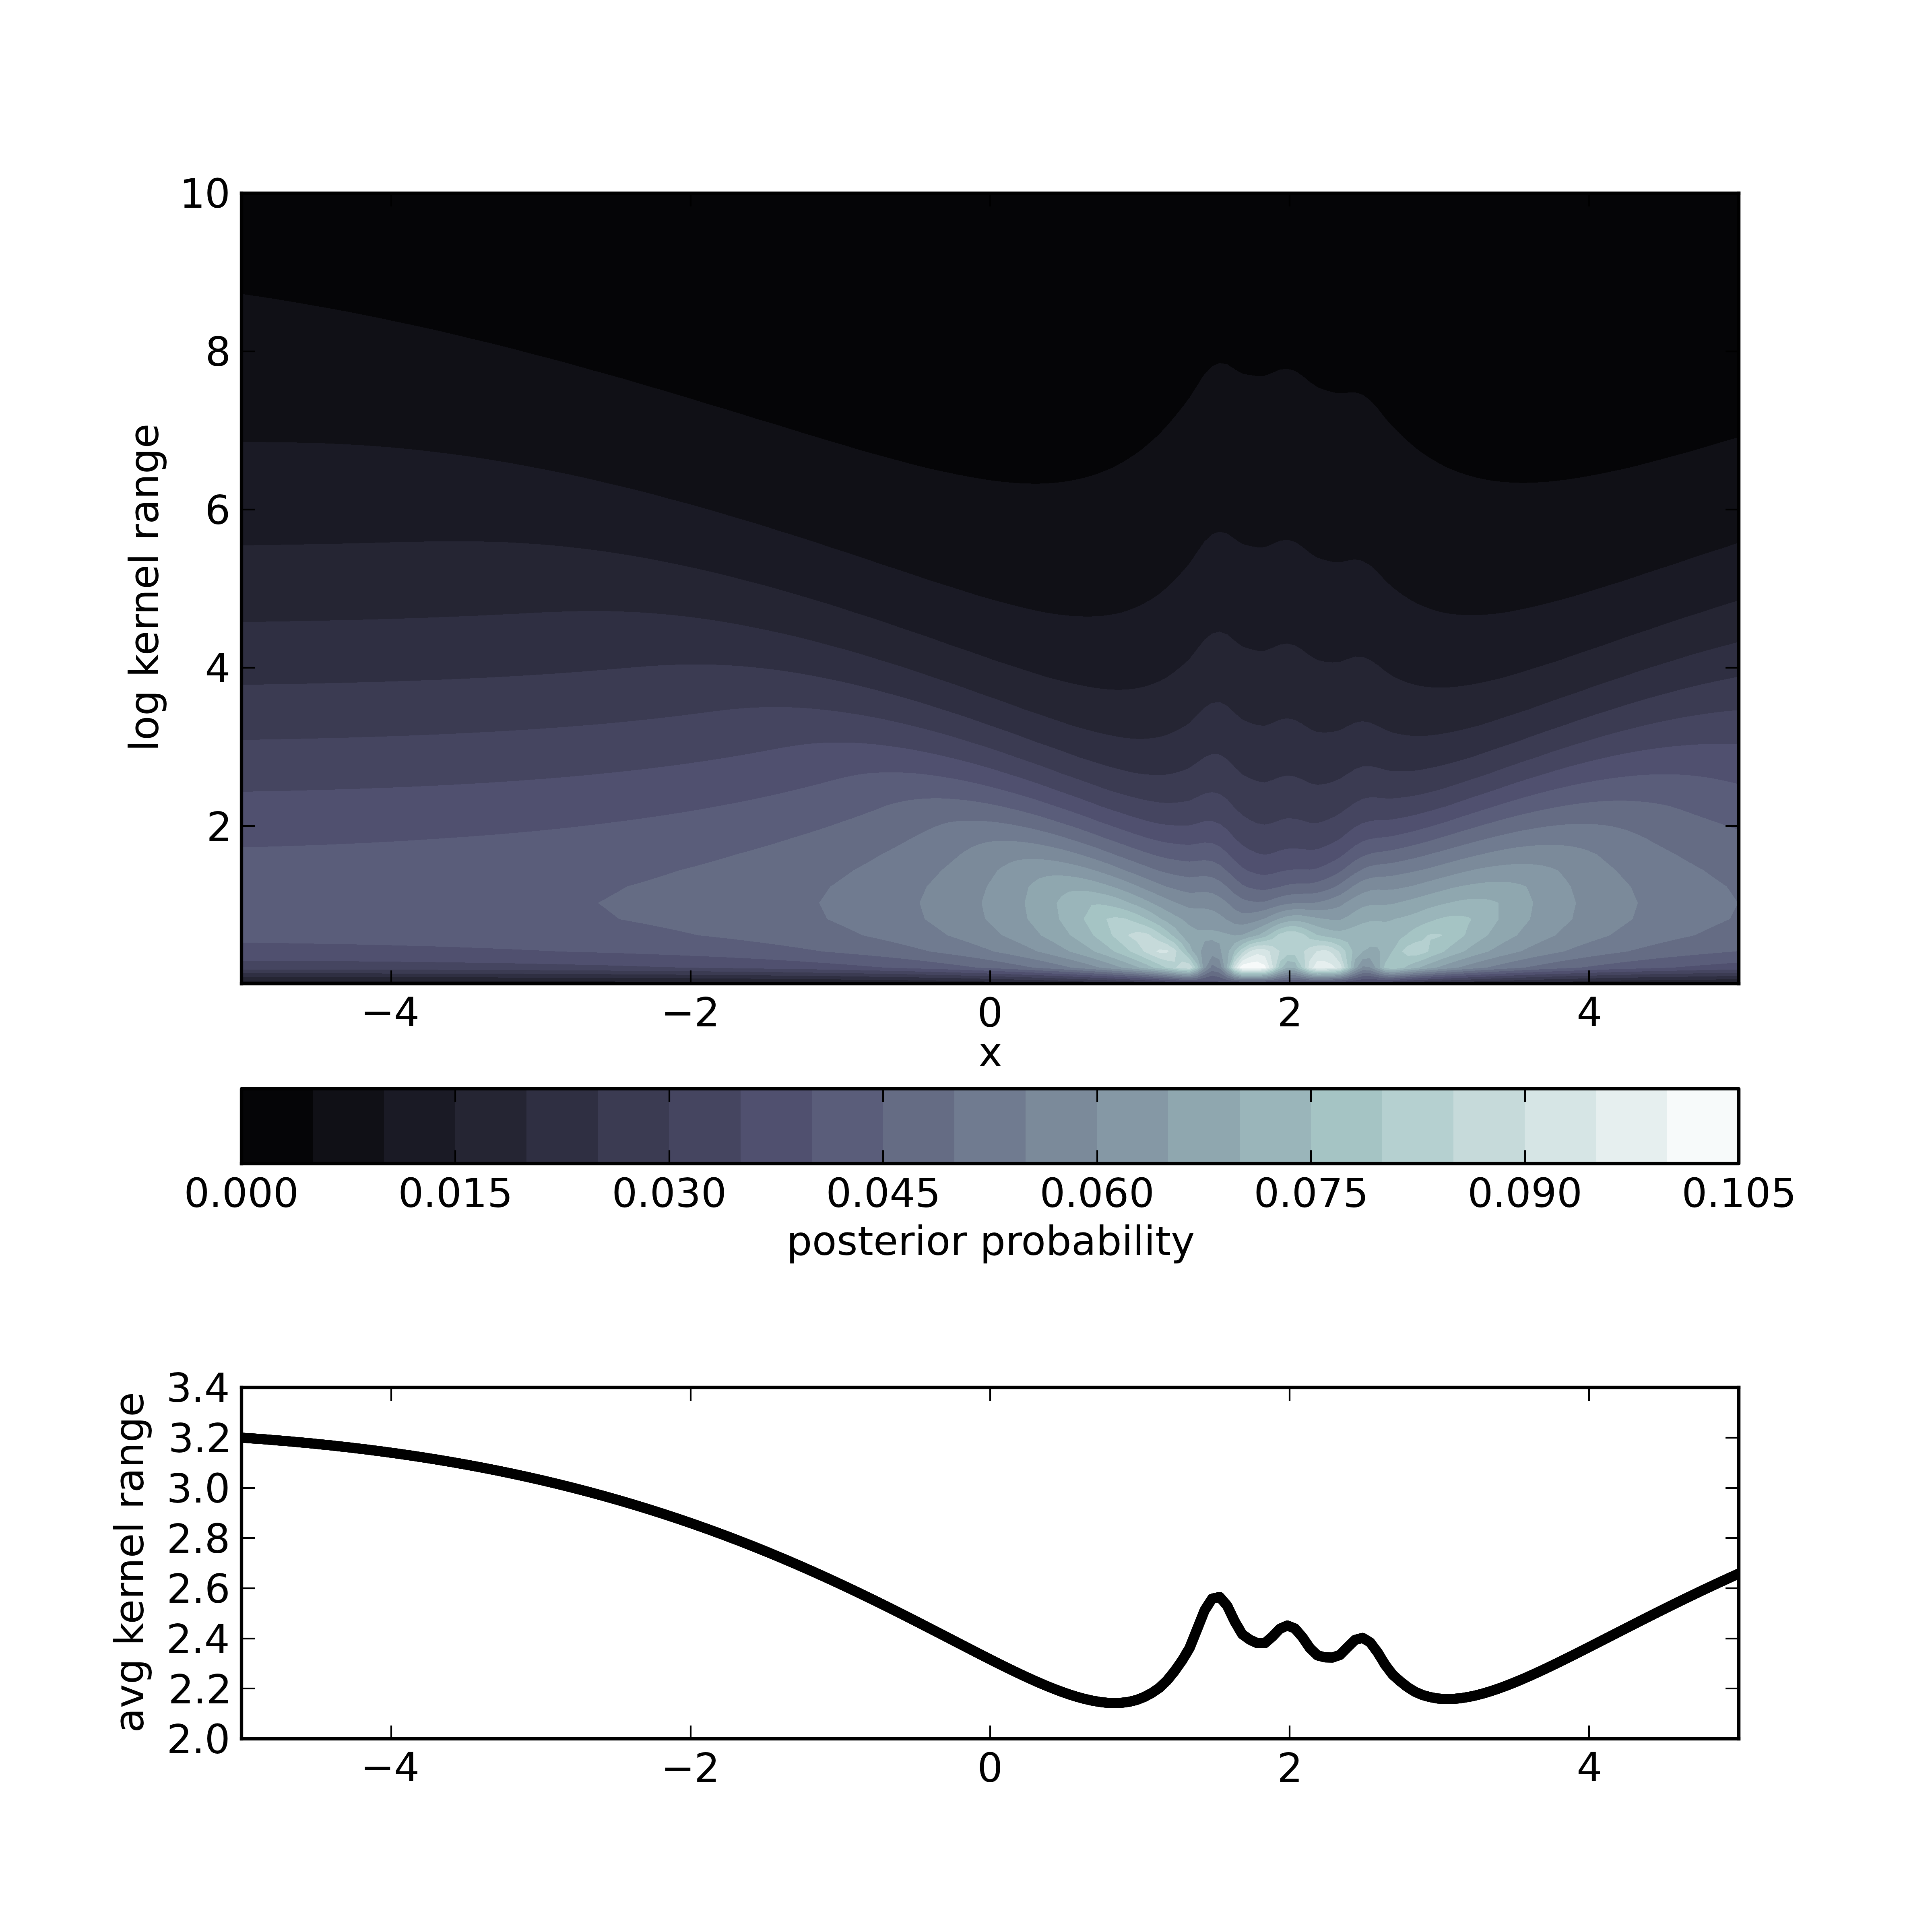 10
8
6
4
2
log kernel range
−4 −2 0 2 4
x
0.000 0.015 0.030 0.045 0.060 0.075 0.090 0.105
posterior probability
3.4
3.2
3.0
2.8
2.6
2.4
2.2
2.0
avg kernel range
−4 −2 0 2 4